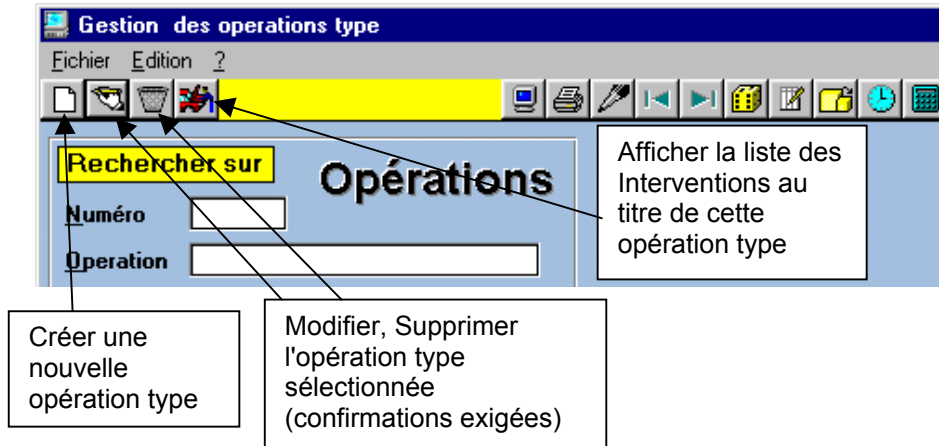 Gestion des operations type
Fichier Edition ?
Rechercher sur
Opérations
Numéro
Operation
Afficher la liste des
Interventions au
titre de cette
opération type
Créer une
nouvelle
opération type
Modifier, Supprimer
l'opération type
sélectionnée
(confirmations exigées)